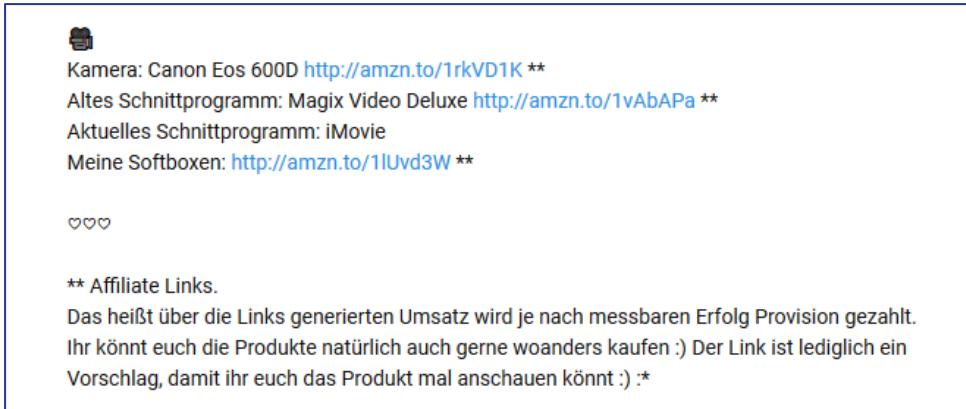 🎥
Kamera: Canon Eos 600D http://amzn.to/1rkVD1K **
Altes Schnittprogramm: Magix Video Deluxe http://amzn.to/1vAbAPa **
Aktuelles Schnittprogramm: iMovie
Meine Softboxen: http://amzn.to/1lUvd3W **
♡♡♡
** Affiliate Links.
Das heißt über die Links generierten Umsatz wird je nach messbaren Erfolg Provision gezahlt.
Ihr könnt euch die Produkte natürlich auch gerne woanders kaufen :) Der Link ist lediglich ein
Vorschlag, damit ihr euch das Produkt mal anschauen könnt :) :*